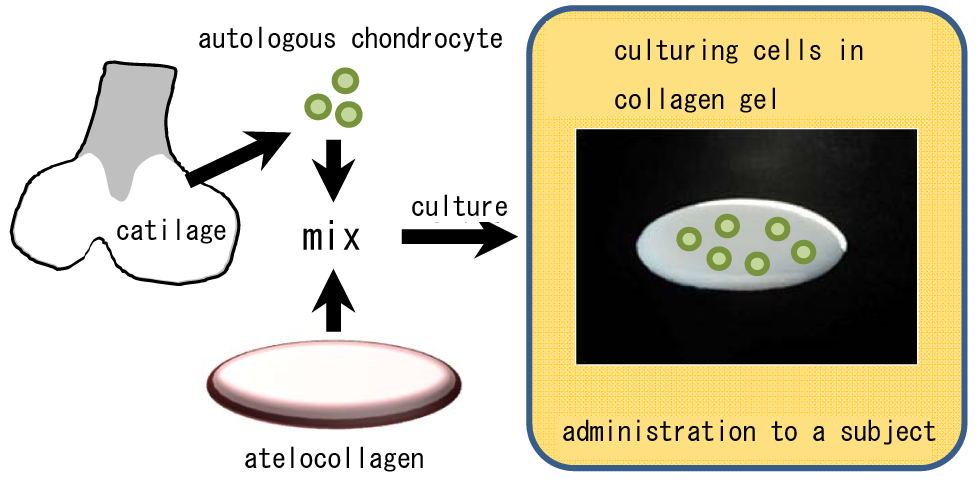 autologous chondrocyte
catilage
mix
culture
atelocollagen
culturing cells in
collagen gel
administration to a subject